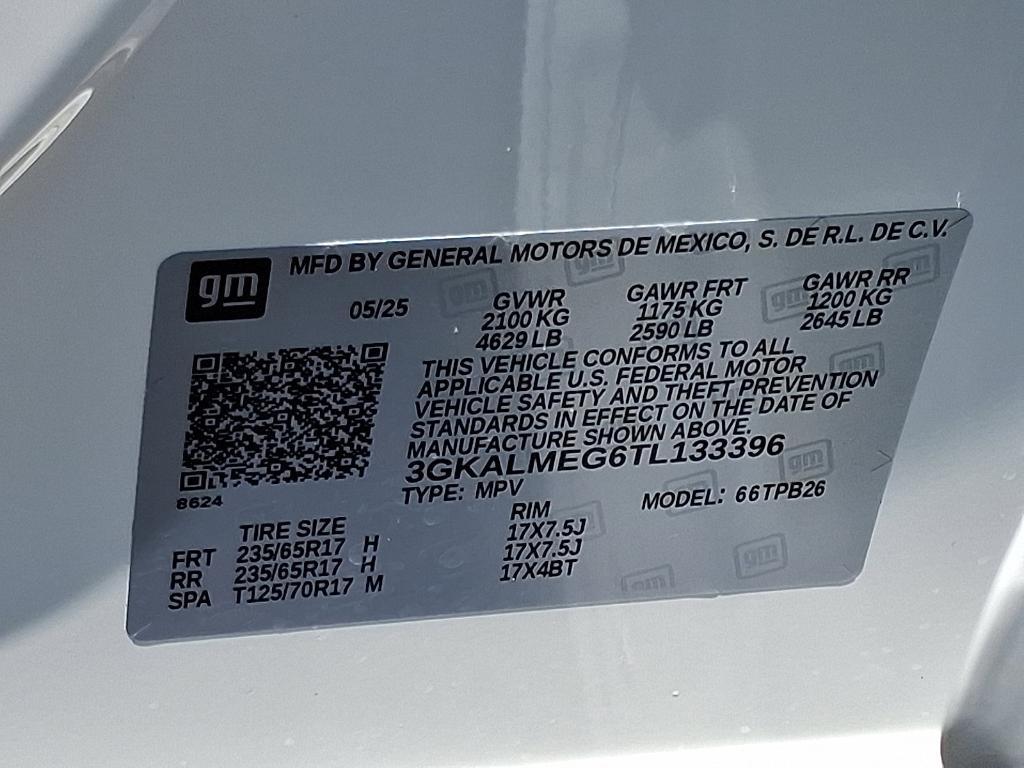 gm MFD BY GENERAL MOTORS DE MEXICO, S. DE R.L. DE C.V.
05/25 GVWR GAWR FRT GAWR RR
2100 KG 1175 KG 1200 KG
4629 LB 2590 LB 2645 LB
THIS VEHICLE CONFORMS TO ALL
APPLICABLE U.S. FEDERAL MOTOR
VEHICLE SAFETY AND THEFT PREVENTION
STANDARDS IN EFFECT ON THE DATE OF
MANUFACTURE SHOWN ABOVE.
3GKALMEG6TL133396
8624 TYPE: MPV MODEL: 66TPB26
TIRE SIZE RIM
FRT 235/65R17 H 17X7.5J
RR 235/65R17 H 17X7.5J
SPA T125/70R17 M 17X4BT